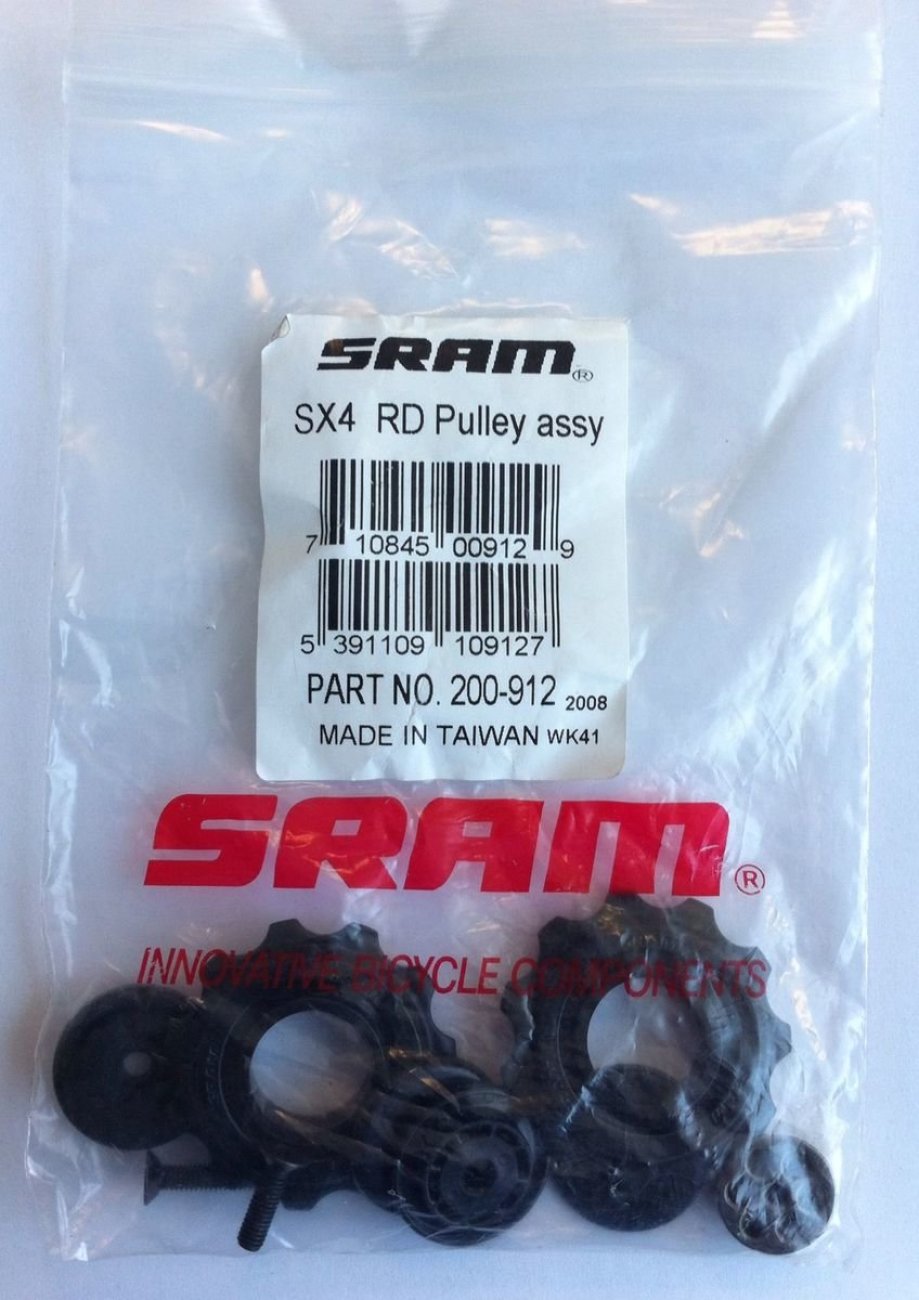 SRAM®
SX4 RD Pulley assy
7 10845 00912 9
5 391109 109127
PART NO. 200-912 2008
MADE IN TAIWAN WK41
SRAM®
INNOVATIVE BICYCLE COMPONENTS